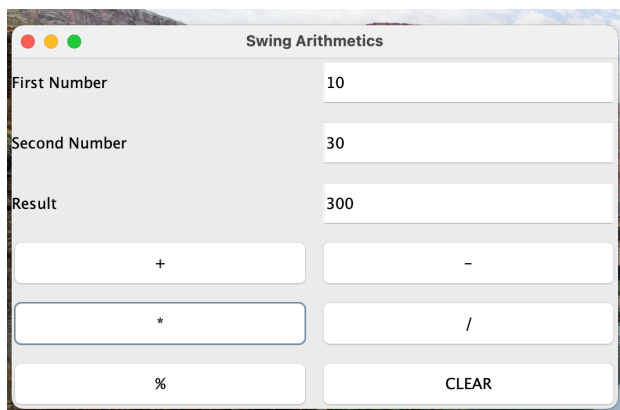 Swing Arithmetics
First Number 10
Second Number 30
Result 300
+ -
* /
% CLEAR